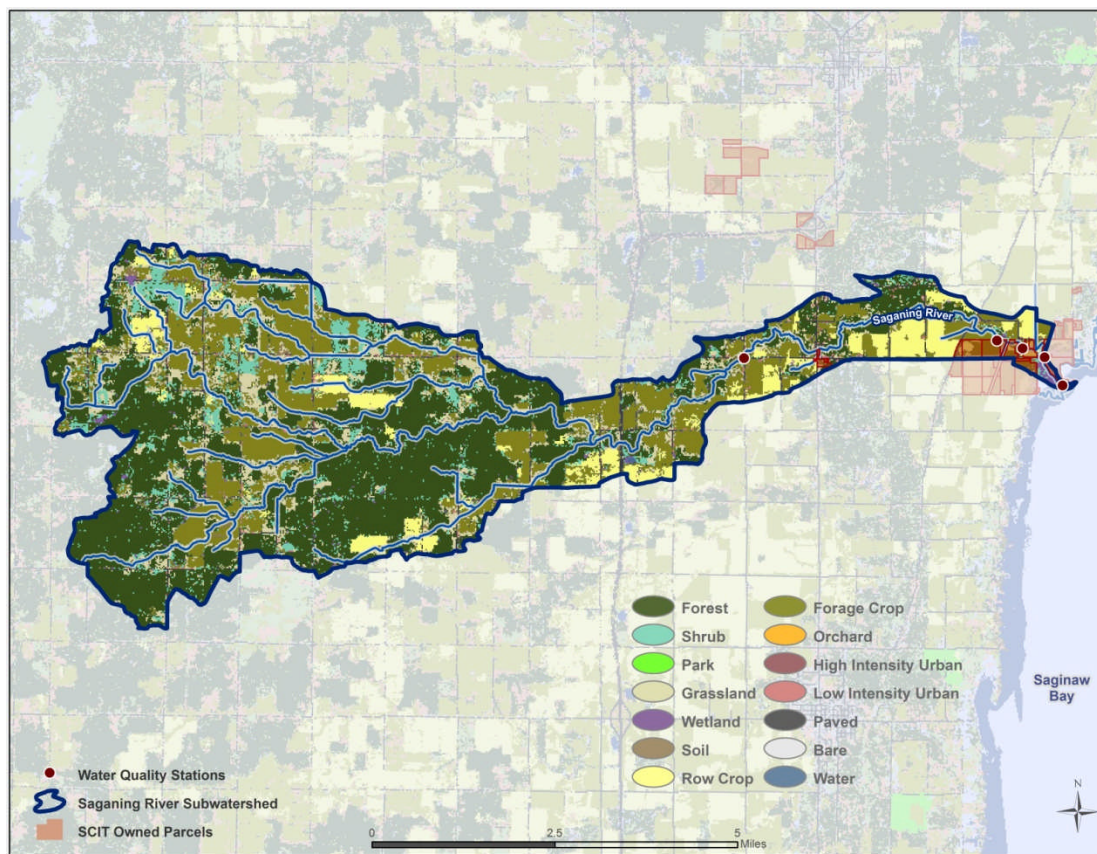 Saganing River
Saginaw
Bay
Forest
Shrub
Park
Grassland
Wetland
Soil
Row Crop
Forage Crop
Orchard
High Intensity Urban
Low Intensity Urban
Paved
Bare
Water
Water Quality Stations
Saganing River Subwatershed
SCIT Owned Parcels
0
2.5
5
Miles
N